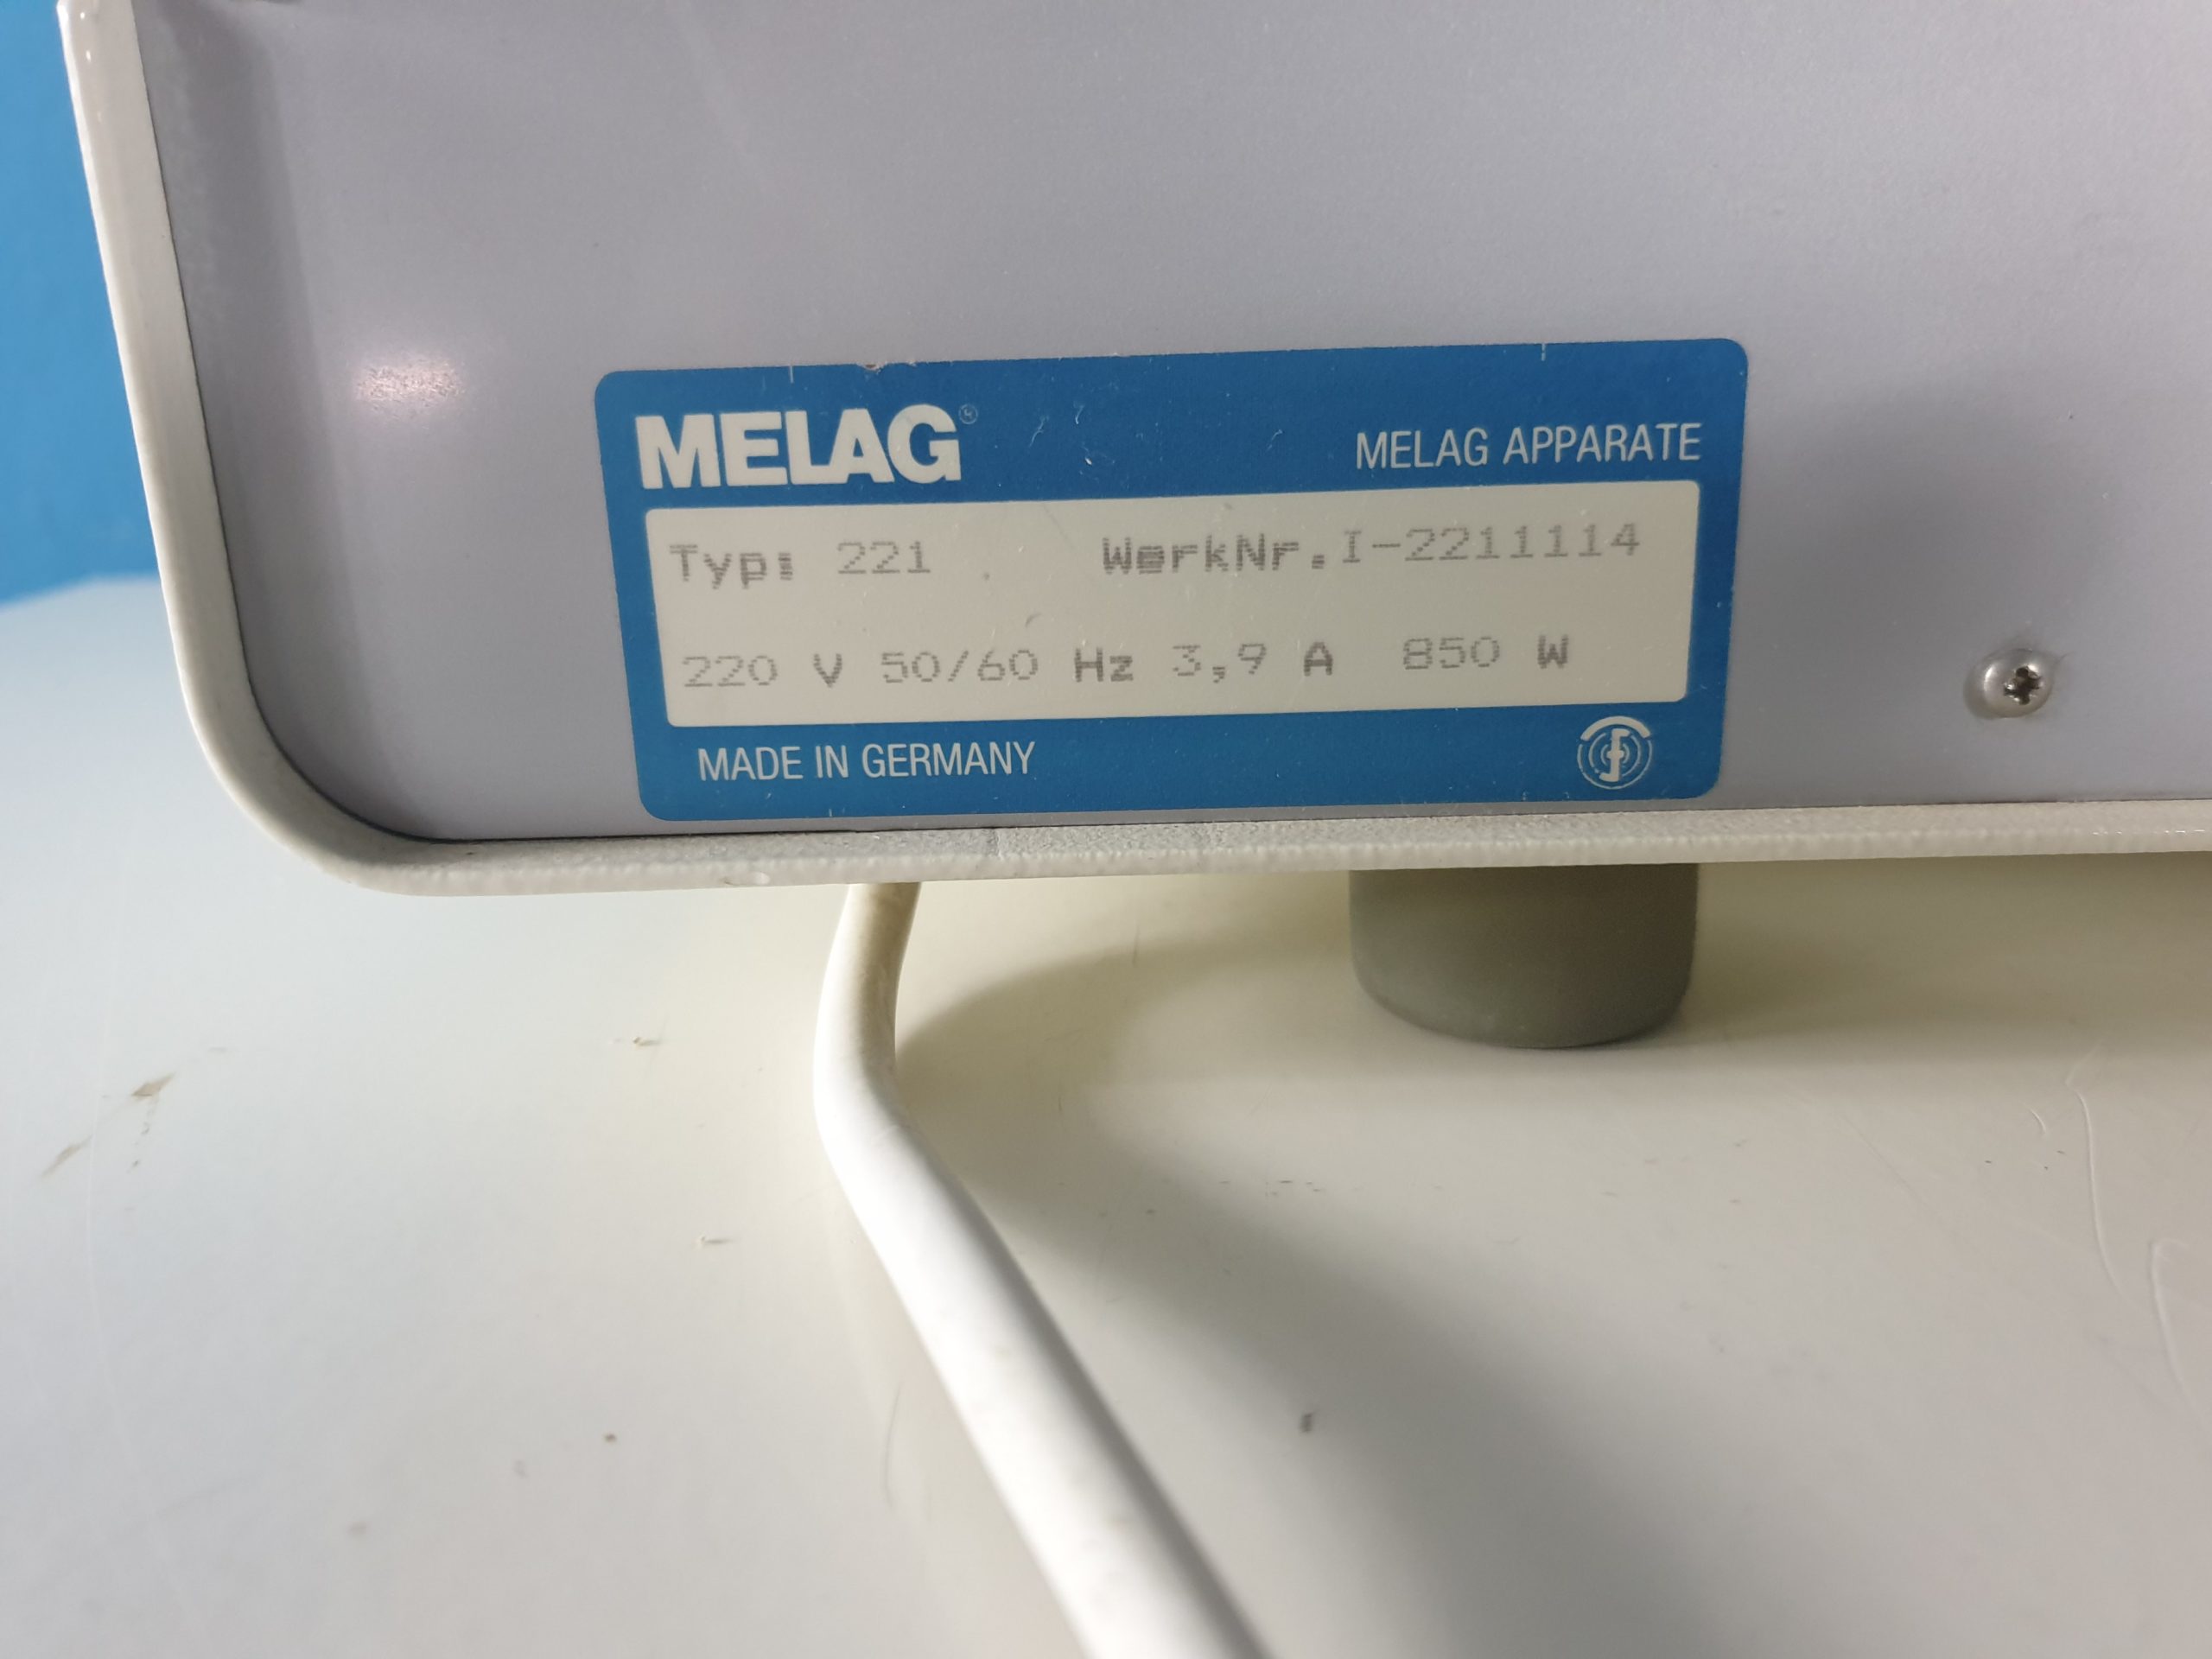 MELAG®
MELAG APPARATE
Typ: 221 WerkNr.I-2211114
220 V 50/60 Hz 3,9 A 850 W
MADE IN GERMANY